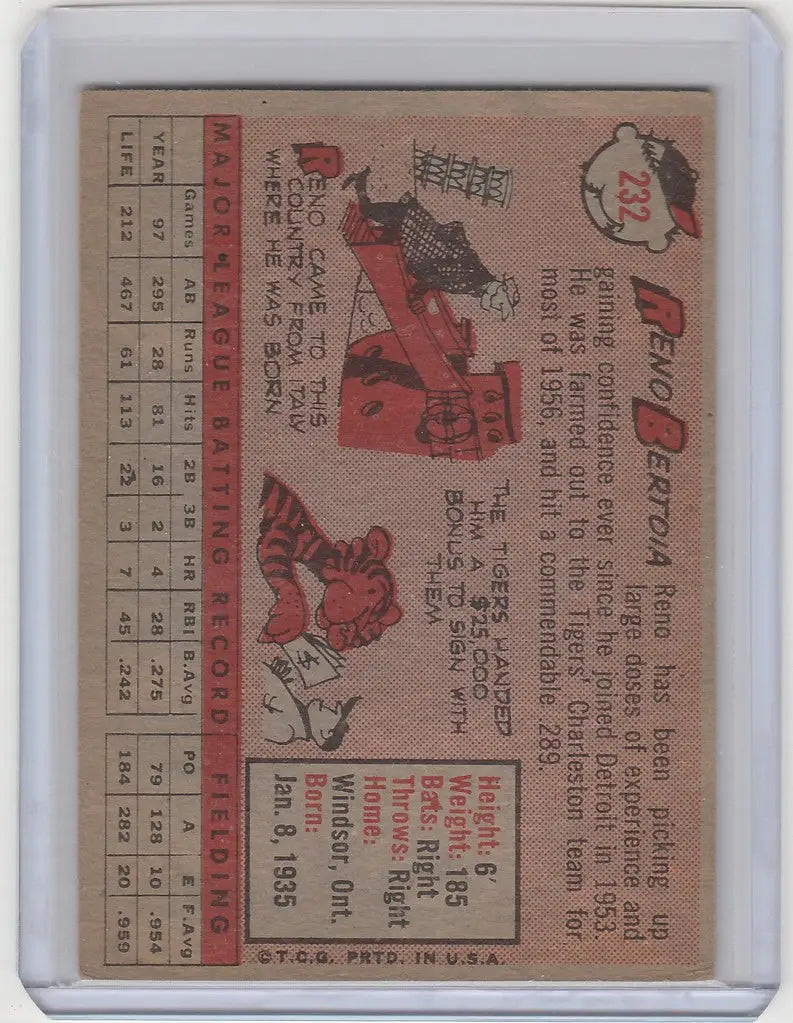 232
RENO BERTOIA Reno has been picking up
large doses of experience and
gaining confidence ever since he joined Detroit in 1953
He was farmed out to the Tigers' Charleston team for
most of 1956, and hit a commendable 289.
RENO CAME TO THIS
COUNTRY FROM ITALY
WHERE HE WAS BORN
THE TIGERS HANDED
HIM A $25,000
BONUS TO SIGN WITH
THEM
$
Height: 6'
Weight: 185
Bats: Right
Throws: Right
Home:
Windsor, Ont.
Born:
Jan. 8, 1935
MAJOR LEAGUE BATTING RECORD FIELDING
Games AB Runs Hits 2B 3B HR RBI B.Avg PO A E F.Avg
YEAR 97 295 28 81 16 2 4 28 .275 79 128 10 .954
LIFE 212 467 61 113 22 3 7 45 .242 184 282 20 .959
©T.C.G. PRTD. IN U.S.A.